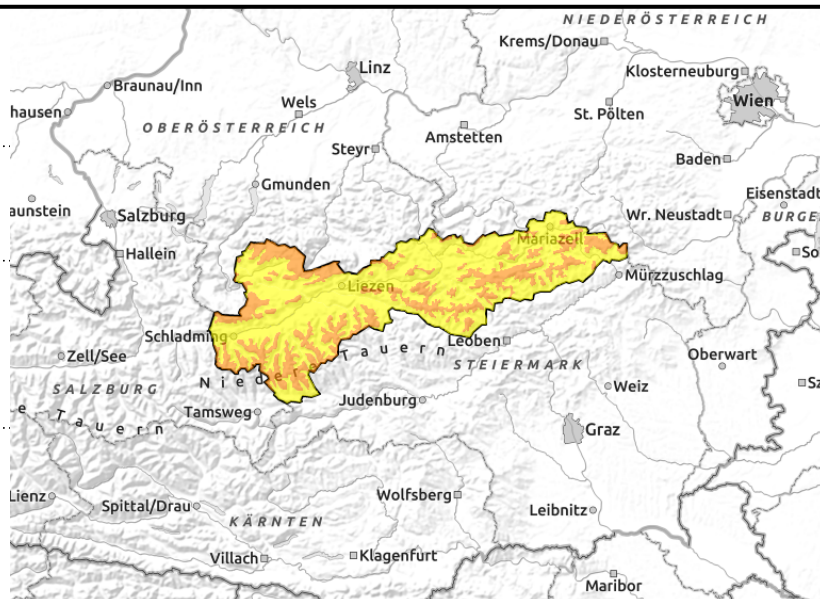 NIEDERÖSTERREICH
Krems/Donau
Linz
Klosterneuburg
Braunau/Inn
Wien
Wels
hausen
St. Pölten
OBERÖSTERREICH
Amstetten
Steyr
Baden
Gmunden
Eisenstadt
aunstein
Salzburg
Wr. Neustadt
BURGE
Mariazell
Hallein
So
Mürzzuschlag
Liezen
Schladming
Leoben
Zell/See
Niedere Tauern
Oberwart
STEIERMARK
SALZBURG
Weiz
Sz
Judenburg
Tamsweg
e Tauern
Graz
Lienz
Wolfsberg
Spittal/Drau
Leibnitz
KÄRNTEN
Villach
Klagenfurt
Maribor